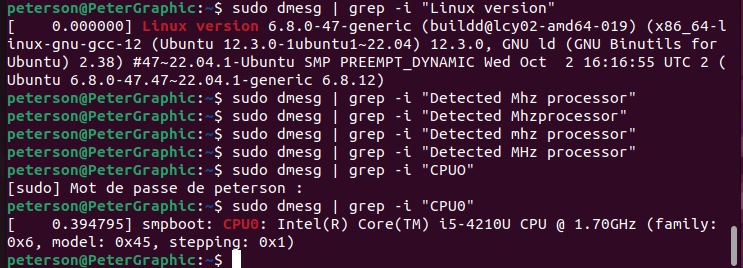 peterson@PeterGraphic:~$ sudo dmesg | grep -i "Linux version"
[    0.000000] Linux version 6.8.0-47-generic (buildd@lcy02-amd64-019) (x86_64-l
inux-gnu-gcc-12 (Ubuntu 12.3.0-1ubuntu1~22.04) 12.3.0, GNU ld (GNU Binutils for
Ubuntu) 2.38) #47~22.04.1-Ubuntu SMP PREEMPT_DYNAMIC Wed Oct  2 16:16:55 UTC 2 (
Ubuntu 6.8.0-47.47~22.04.1-generic 6.8.12)
peterson@PeterGraphic:~$ sudo dmesg | grep -i "Detected Mhz processor"
peterson@PeterGraphic:~$ sudo dmesg | grep -i "Detected Mhzprocessor"
peterson@PeterGraphic:~$ sudo dmesg | grep -i "Detected mhz processor"
peterson@PeterGraphic:~$ sudo dmesg | grep -i "Detected MHz processor"
peterson@PeterGraphic:~$ sudo dmesg | grep -i "CPUO"
[sudo] Mot de passe de peterson :
peterson@PeterGraphic:~$ sudo dmesg | grep -i "CPU0"
[    0.394795] smpboot: CPU0: Intel(R) Core(TM) i5-4210U CPU @ 1.70GHz (family:
0x6, model: 0x45, stepping: 0x1)
peterson@PeterGraphic:~$